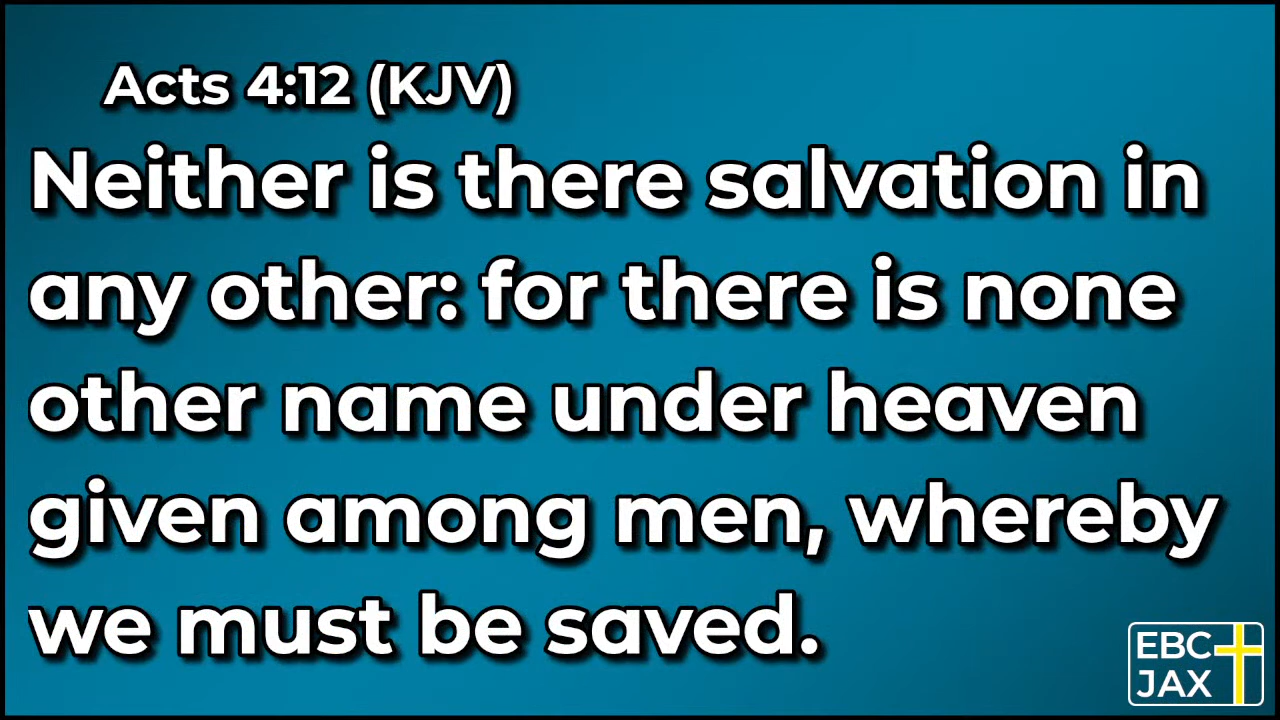 Acts 4:12 (KJV)
Neither is there salvation in
any other: for there is none
other name under heaven
given among men, whereby
we must be saved.
EBC
JAX